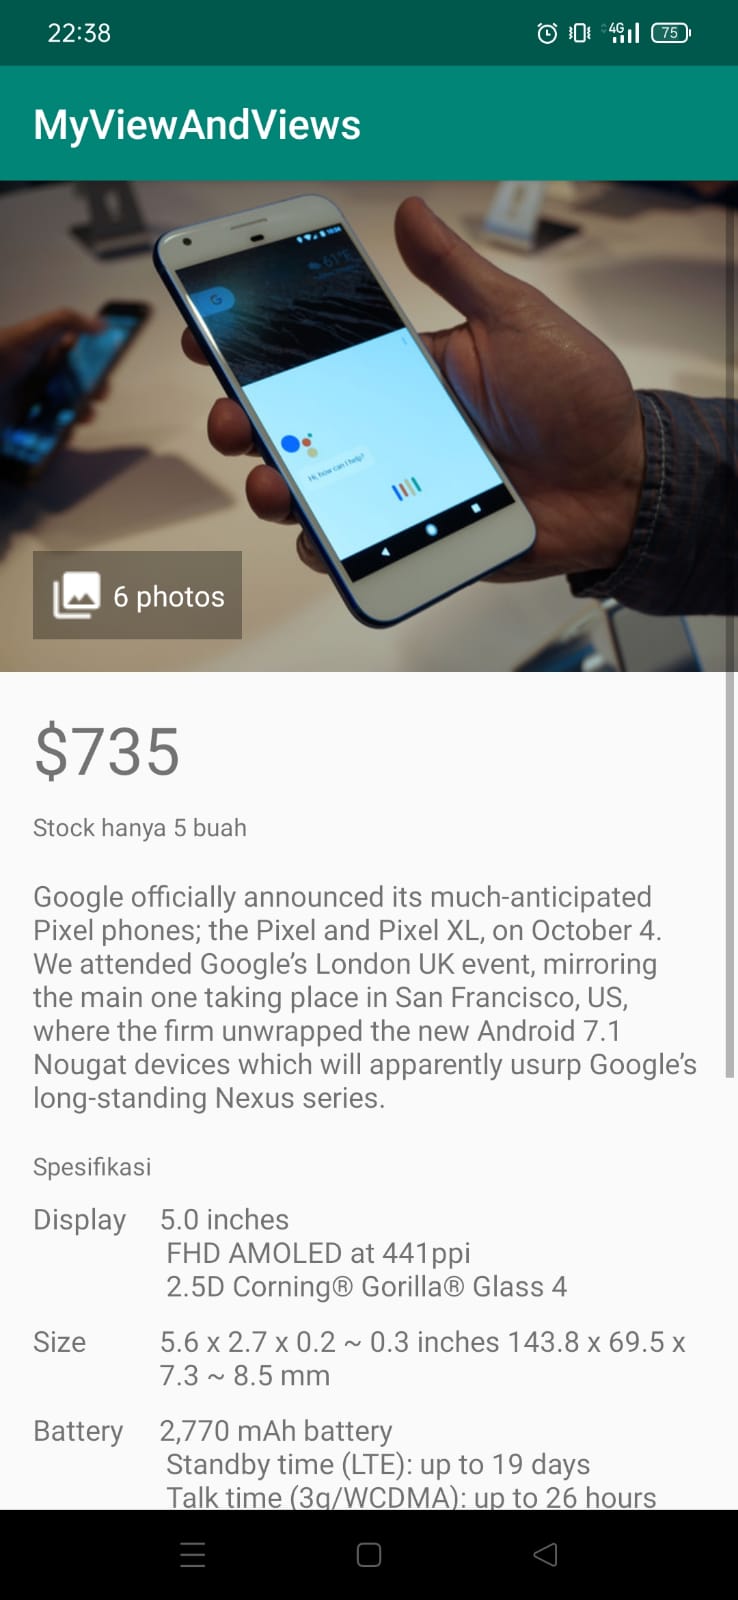 22:38
4G
75
MyViewAndViews
G
61°F
Hi, how can I help?
6 photos
$735
Stock hanya 5 buah
Google officially announced its much-anticipated
Pixel phones; the Pixel and Pixel XL, on October 4.
We attended Google’s London UK event, mirroring
the main one taking place in San Francisco, US,
where the firm unwrapped the new Android 7.1
Nougat devices which will apparently usurp Google’s
long-standing Nexus series.
Spesifikasi
Display 5.0 inches
FHD AMOLED at 441ppi
2.5D Corning® Gorilla® Glass 4
Size 5.6 x 2.7 x 0.2 ~ 0.3 inches 143.8 x 69.5 x
7.3 ~ 8.5 mm
Battery 2,770 mAh battery
Standby time (LTE): up to 19 days
Talk time (3g/WCDMA): up to 26 hours